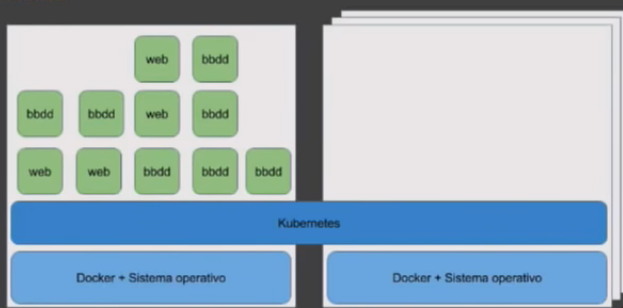 web bbdd
bbdd bbdd web bbdd
web web bbdd bbdd bbdd
Kubernetes
Docker + Sistema operativo Docker + Sistema operativo